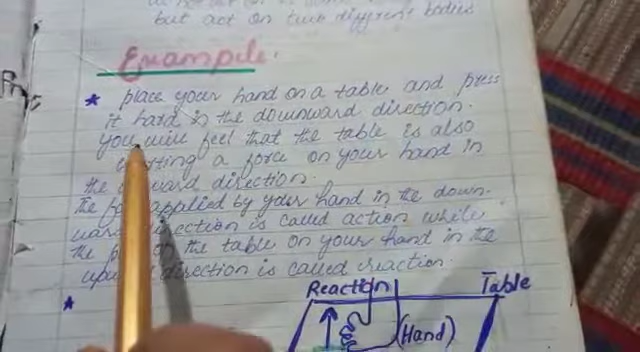 but act on two different bodies
Example.
* place your hand on a table and press
it hard in the downward direction.
you will feel that the table is also
a force on your hand in
the direction.
The applied by your hand in the down-
ward direction is called action while
the the table on your hand in the
direction is called reaction.
* Reaction Table
(Hand)